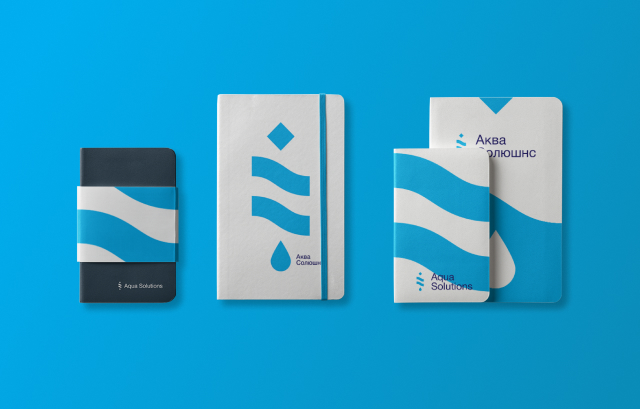 Aqua Solutions
Аква
Солюшн
Аква
Солюшнс
Aqua
Solutions